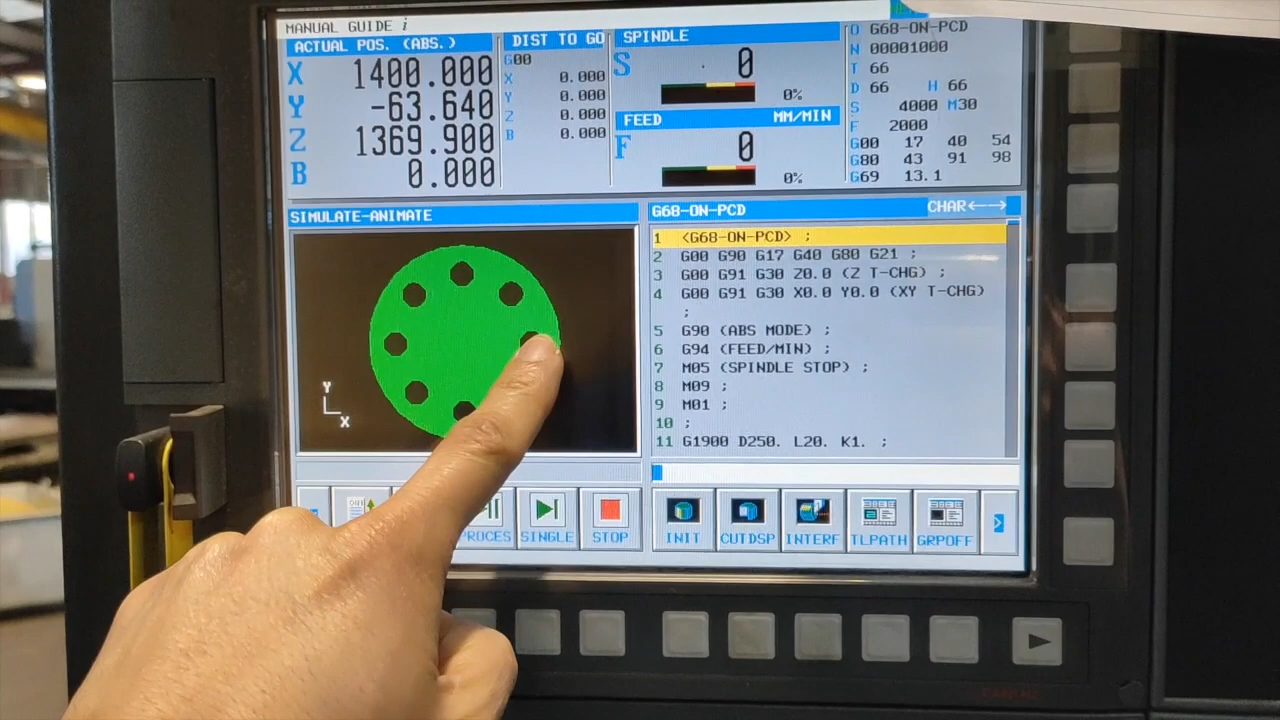 MANUAL GUIDE i
ACTUAL POS. (ABS.)
X 1400.000
Y -63.640
Z 1369.900
B 0.000
DIST TO GO
G00
X 0.000
Y 0.000
Z 0.000
B 0.000
SPINDLE
S 0
0%
FEED MM/MIN
F 0
0%
O G68-ON-PCD
N 00001000
T 66
D 66 H 66
S 4000 M30
F 2000
G00 17 40 54
G80 43 91 98
G69 13.1
SIMULATE-ANIMATE
Y
X
G68-ON-PCD CHAR←→
1 <G68-ON-PCD> ;
2 G00 G90 G17 G40 G80 G21 ;
3 G00 G91 G30 Z0.0 (Z T-CHG) ;
4 G00 G91 G30 X0.0 Y0.0 (XY T-CHG)
;
5 G90 (ABS MODE) ;
6 G94 (FEED/MIN) ;
7 M05 (SPINDLE STOP) ;
8 M09 ;
9 M01 ;
10 ;
11 G1900 D250. L20. K1. ;
PROCES SINGLE STOP INIT CUTDSP INTERF TLPATH GRPOFF